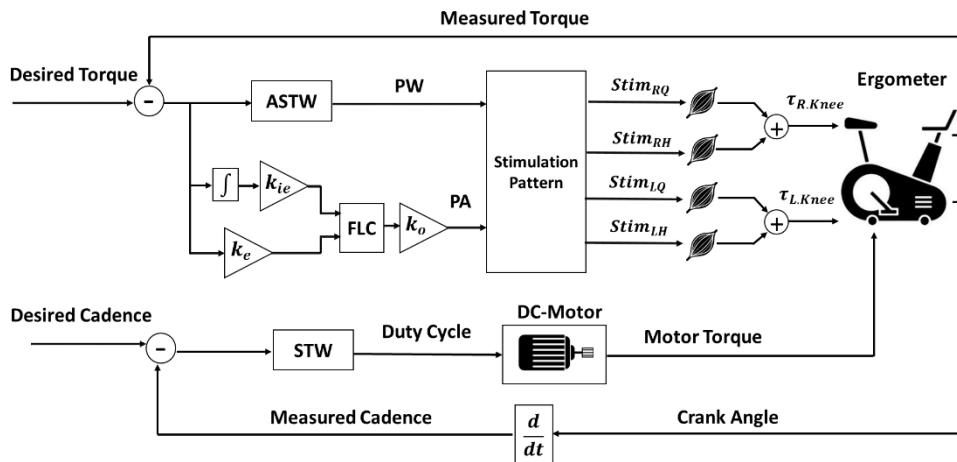 Measured Torque
Desired Torque
Ergometer
-
ASTW
PW
Stim_RQ
τ_R.Knee
+
Stim_RH
Stimulation
Pattern
∫
k_ie
Stim_LQ
τ_L.Knee
PA
FLC
k_o
+
k_e
Stim_LH
Desired Cadence
DC-Motor
-
STW
Duty Cycle
Motor Torque
Measured Cadence
d
dt
Crank Angle